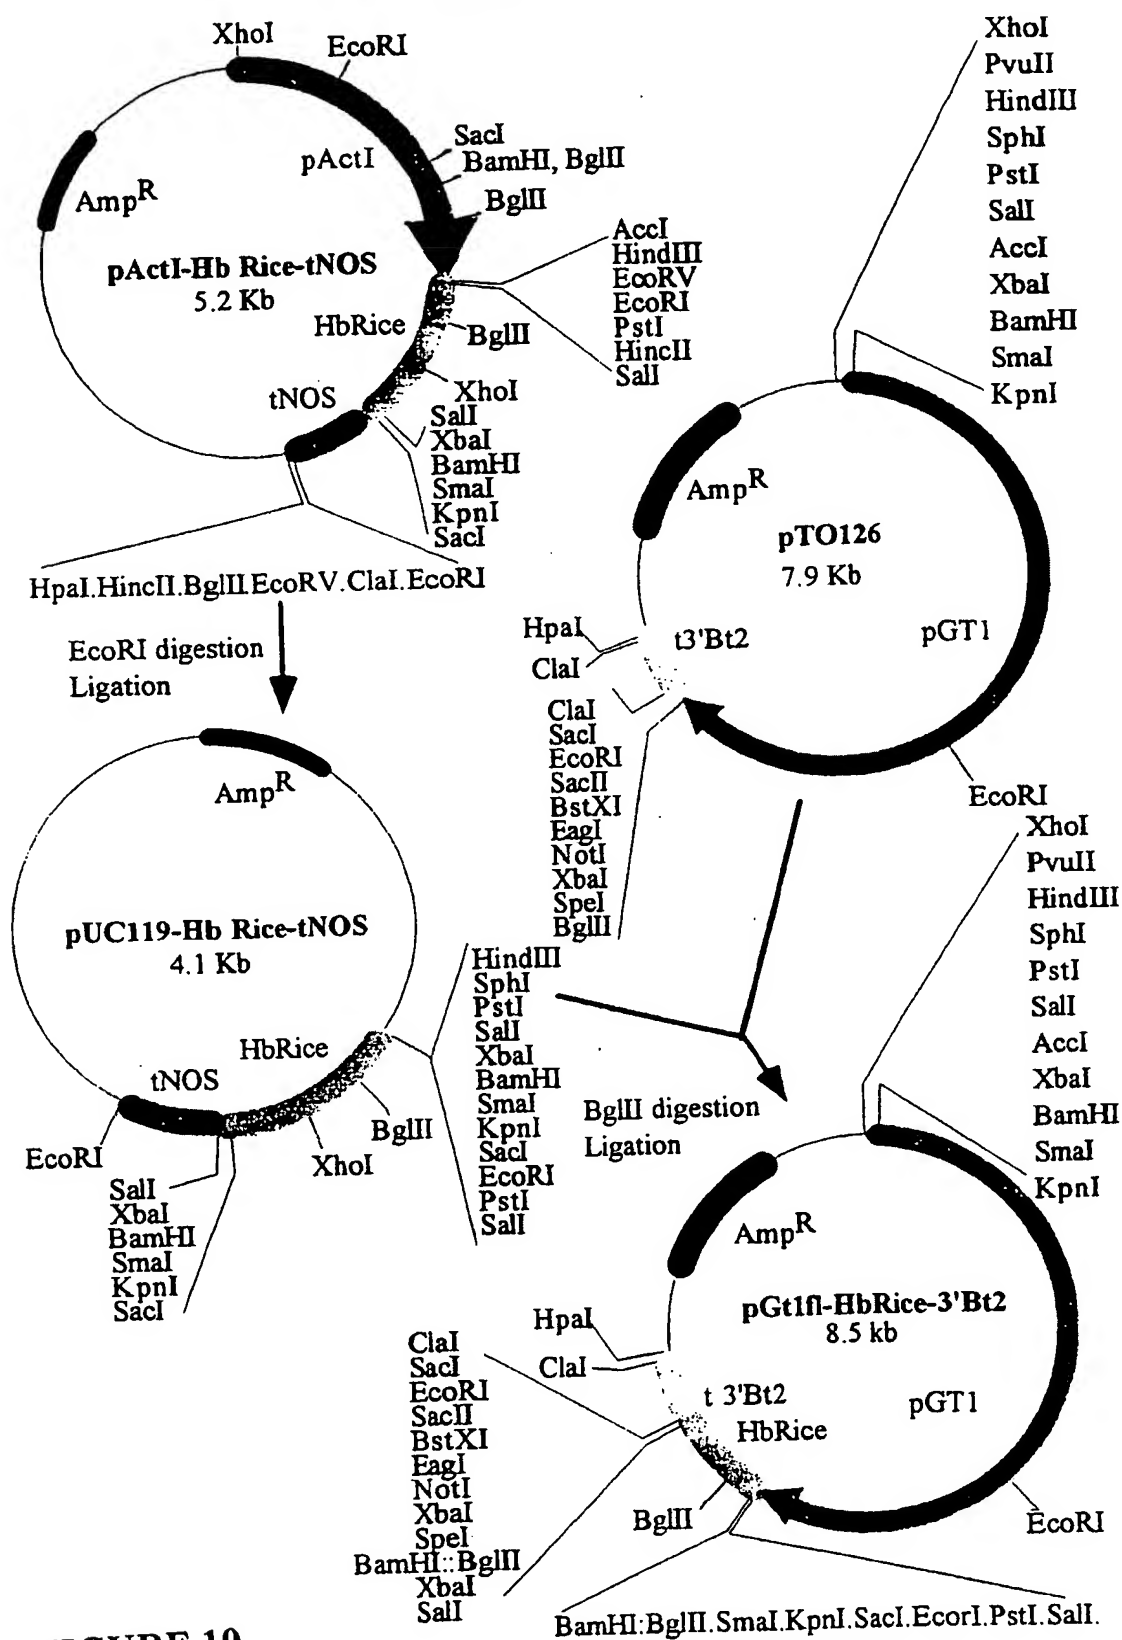 XhoI
EcoRI
SacI
BamHI, BglII
BglII
pActI
AmpR
pActI-Hb Rice-tNOS
5.2 Kb
HbRice
tNOS
AccI
HindIII
EcoRV
EcoRI
PstI
HincII
SalI
BglII
XhoI
SalI
XbaI
BamHI
SmaI
KpnI
SacI
HpaI.HincII.BglII.EcoRV.ClaI.EcoRI
EcoRI digestion
Ligation
XhoI
PvuII
HindIII
SphI
PstI
SalI
AccI
XbaI
BamHI
SmaI
KpnI
AmpR
pTO126
7.9 Kb
pGT1
t3'Bt2
HpaI
ClaI
ClaI
SacI
EcoRI
SacII
BstXI
EagI
NotI
XbaI
SpeI
BglII
EcoRI
AmpR
pUC119-Hb Rice-tNOS
4.1 Kb
HbRice
tNOS
EcoRI
SalI
XbaI
BamHI
SmaI
KpnI
SacI
XhoI
BglII
HindIII
SphI
PstI
SalI
XbaI
BamHI
SmaI
KpnI
SacI
EcoRI
PstI
SalI
BglII digestion
Ligation
XhoI
PvuII
HindIII
SphI
PstI
SalI
AccI
XbaI
BamHI
SmaI
KpnI
AmpR
pGt1fl-HbRice-3'Bt2
8.5 kb
pGT1
t 3'Bt2
HbRice
HpaI
ClaI
ClaI
SacI
EcoRI
SacII
BstXI
EagI
NotI
XbaI
SpeI
BamHI::BglII
XbaI
SalI
BglII
EcoRI
BamHI:BglII.SmaI.KpnI.SacI.EcorI.PstI.SalI.